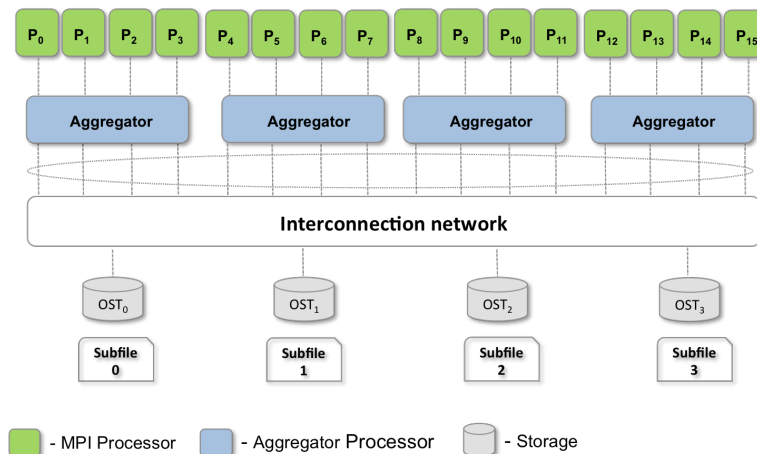 P0 P1 P2 P3 P4 P5 P6 P7 P8 P9 P10 P11 P12 P13 P14 P15
Aggregator Aggregator Aggregator Aggregator
Interconnection network
OST0 OST1 OST2 OST3
Subfile Subfile Subfile Subfile
0 1 2 3
- MPI Processor - Aggregator Processor - Storage